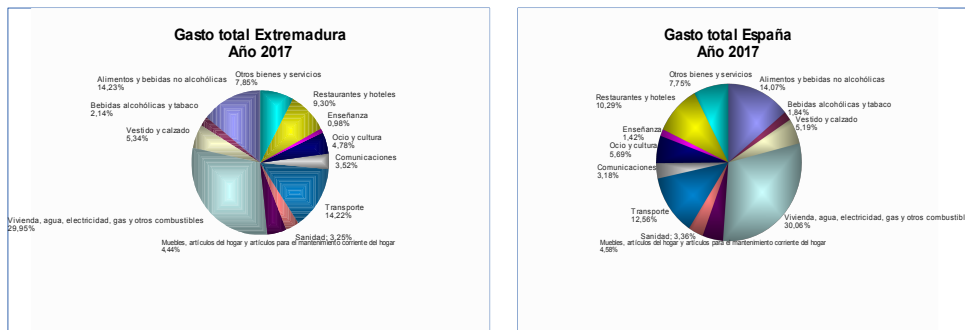 Gasto total Extremadura
Año 2017
Otros bienes y servicios
7,85%
Alimentos y bebidas no alcohólicas
14,23%
Restaurantes y hoteles
9,30%
Bebidas alcohólicas y tabaco
2,14%
Enseñanza
0,98%
Vestido y calzado
5,34%
Ocio y cultura
4,78%
Comunicaciones
3,52%
Transporte
14,22%
Vivienda, agua, electricidad, gas y otros combustibles
29,95%
Sanidad; 3,25%
Muebles, artículos del hogar y artículos para el mantenimiento corriente del hogar
4,44%
Gasto total España
Año 2017
Otros bienes y servicios
7,75%
Alimentos y bebidas no alcohólicas
14,07%
Restaurantes y hoteles
10,29%
Bebidas alcohólicas y tabaco
1,84%
Vestido y calzado
5,19%
Enseñanza
1,42%
Ocio y cultura
5,69%
Comunicaciones
3,18%
Transporte
12,56%
Vivienda, agua, electricidad, gas y otros combustibl
30,06%
Sanidad; 3,36%
Muebles, artículos del hogar y artículos para el mantenimiento corriente del hogar
4,58%